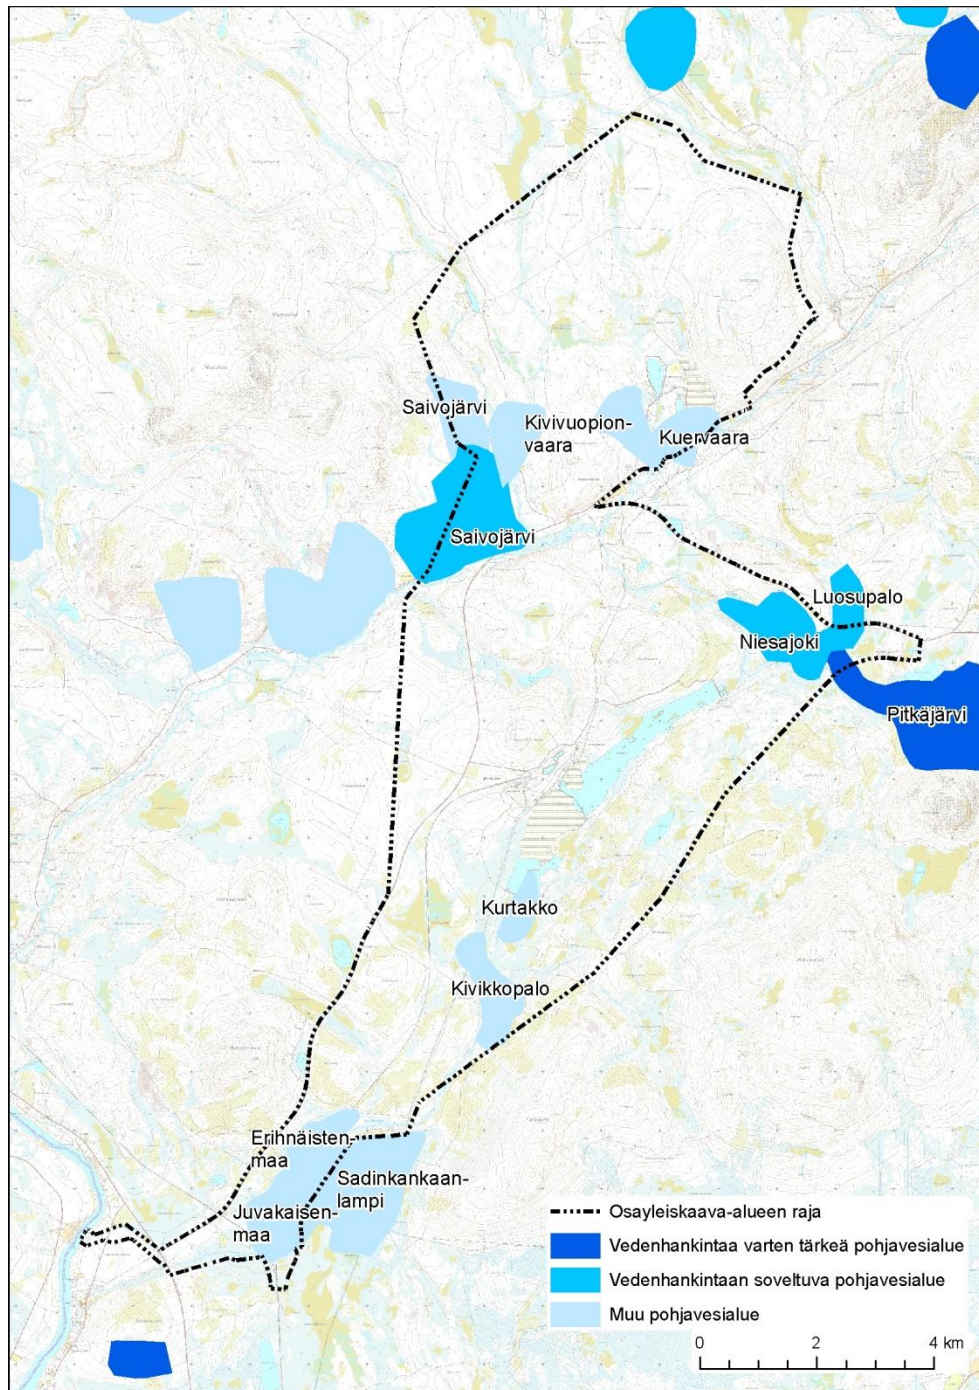 Saivojärvi
Kivivuopion-
vaara
Kuervaara
Saivojärvi
Luosupalo
Niesajoki
Pitkäjärvi
Kurtakko
Kivikkopalo
Erihnäisten-
maa
Sadinkankaan-
lampi
Juvakaisen-
maa
Osayleiskaava-alueen raja
Vedenhankintaa varten tärkeä pohjavesialue
Vedenhankintaan soveltuva pohjavesialue
Muu pohjavesialue
0 2 4 km